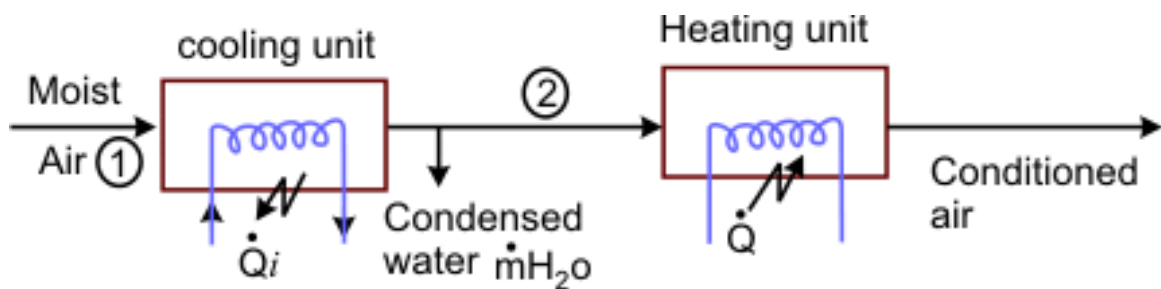 cooling unit
Heating unit
Moist
Air ①
②
Condensed
water ṁH₂o
Q̇i
Q̇
Conditioned
air